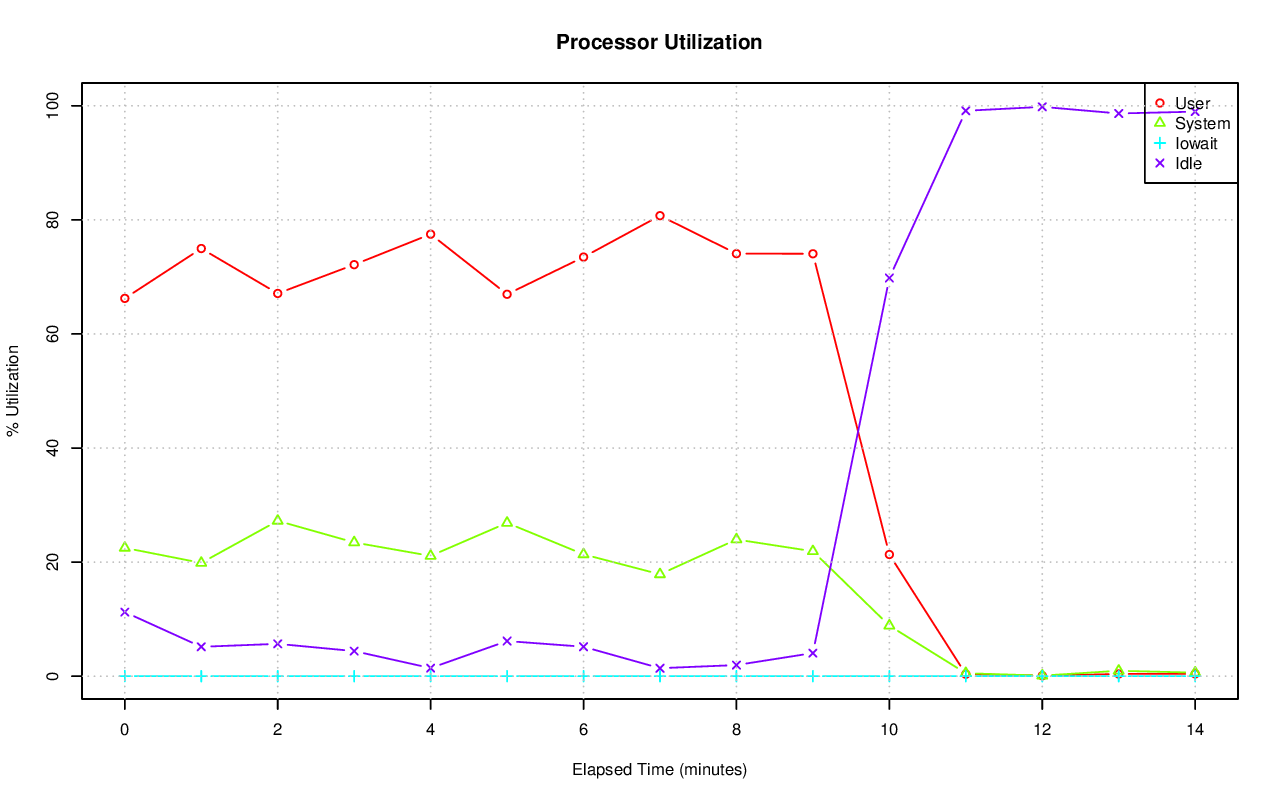 Processor Utilization
% Utilization
100
80
60
40
20
0
User
System
Iowait
Idle
0 2 4 6 8 10 12 14
Elapsed Time (minutes)